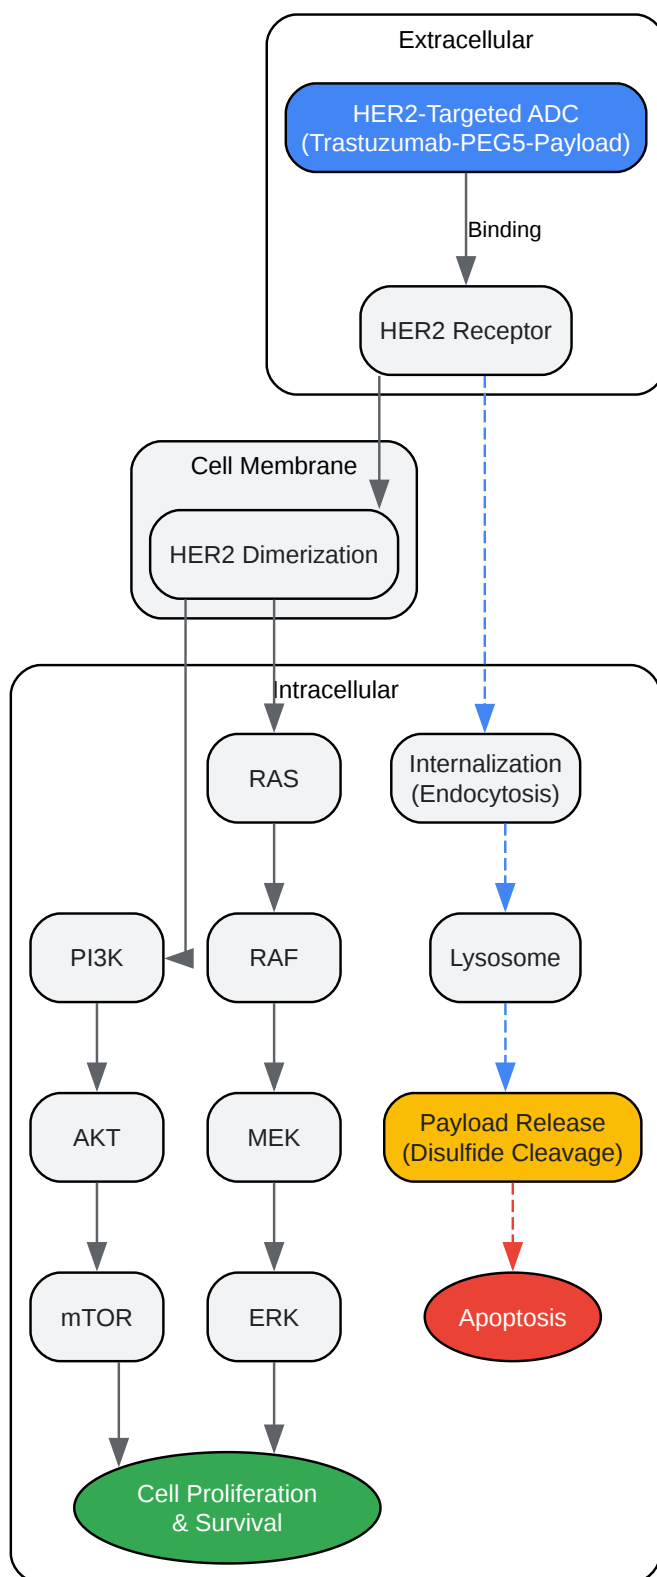 Extracellular
HER2-Targeted ADC
(Trastuzumab-PEG5-Payload)
Binding
HER2 Receptor
Cell Membrane
HER2 Dimerization
Intracellular
RAS
Internalization
(Endocytosis)
PI3K
RAF
Lysosome
AKT
MEK
Payload Release
(Disulfide Cleavage)
mTOR
ERK
Apoptosis
Cell Proliferation
& Survival